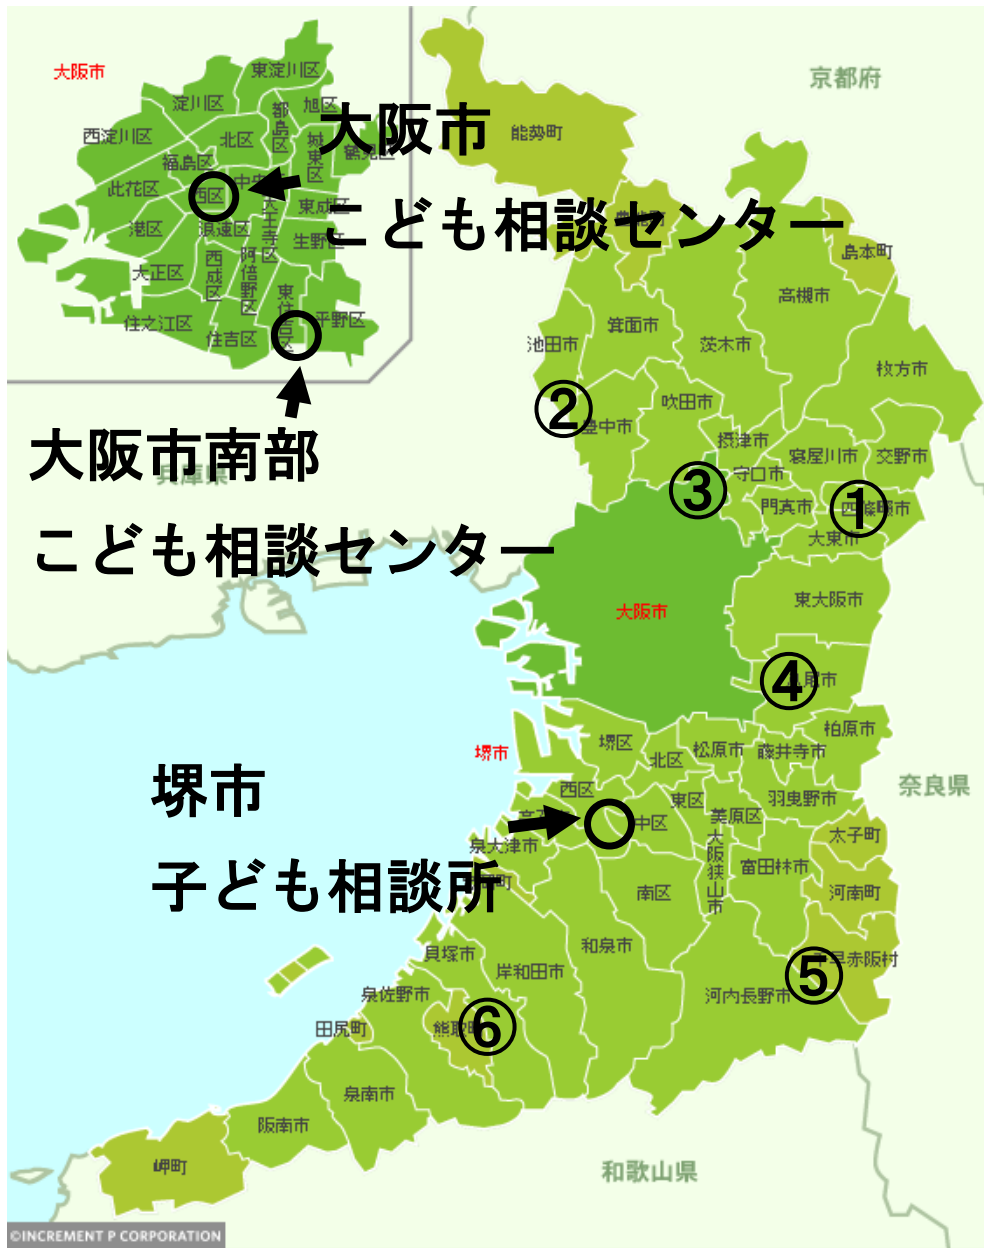 大阪市
東淀川区
京都府
淀川区
旭区
都島区
大阪市
能勢町
西淀川区
北区
城東区
鶴見区
福島区
此花区
西区
東成区
こども相談センター
港区
浪速区
天王寺区
生野区
島本町
大正区
西成区
阿倍野区
高槻市
東住吉区
住之江区
平野区
箕面市
住吉区
池田市
茨木市
枚方市
吹田市
②
豊中市
大阪市南部
摂津市
寝屋川市
交野市
兵庫県
守口市
③
門真市
①
四條畷市
大東市
こども相談センター
東大阪市
大阪市
④
柏原市
堺区
松原市
藤井寺市
堺市
北区
堺市
西区
東区
羽曳野市
奈良県
美原区
中区
太子町
泉大津市
大阪狭山市
富田林市
子ども相談所
南区
河南町
和泉市
貝塚市
岸和田市
千早赤阪村
⑤
泉佐野市
河内長野市
田尻町
熊取町
⑥
泉南市
阪南市
岬町
和歌山県
©INCREMENT P CORPORATION